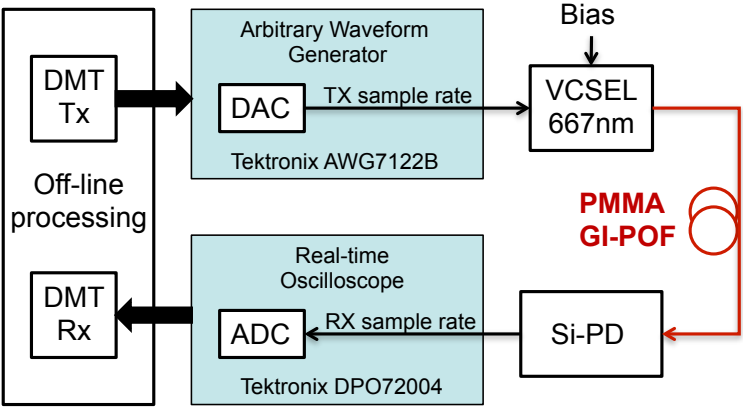 DMT
Tx
Off-line
processing
DMT
Rx
Arbitrary Waveform
Generator
DAC
TX sample rate
Tektronix AWG7122B
Bias
VCSEL
667nm
PMMA
GI-POF
Real-time
Oscilloscope
ADC
RX sample rate
Tektronix DPO72004
Si-PD